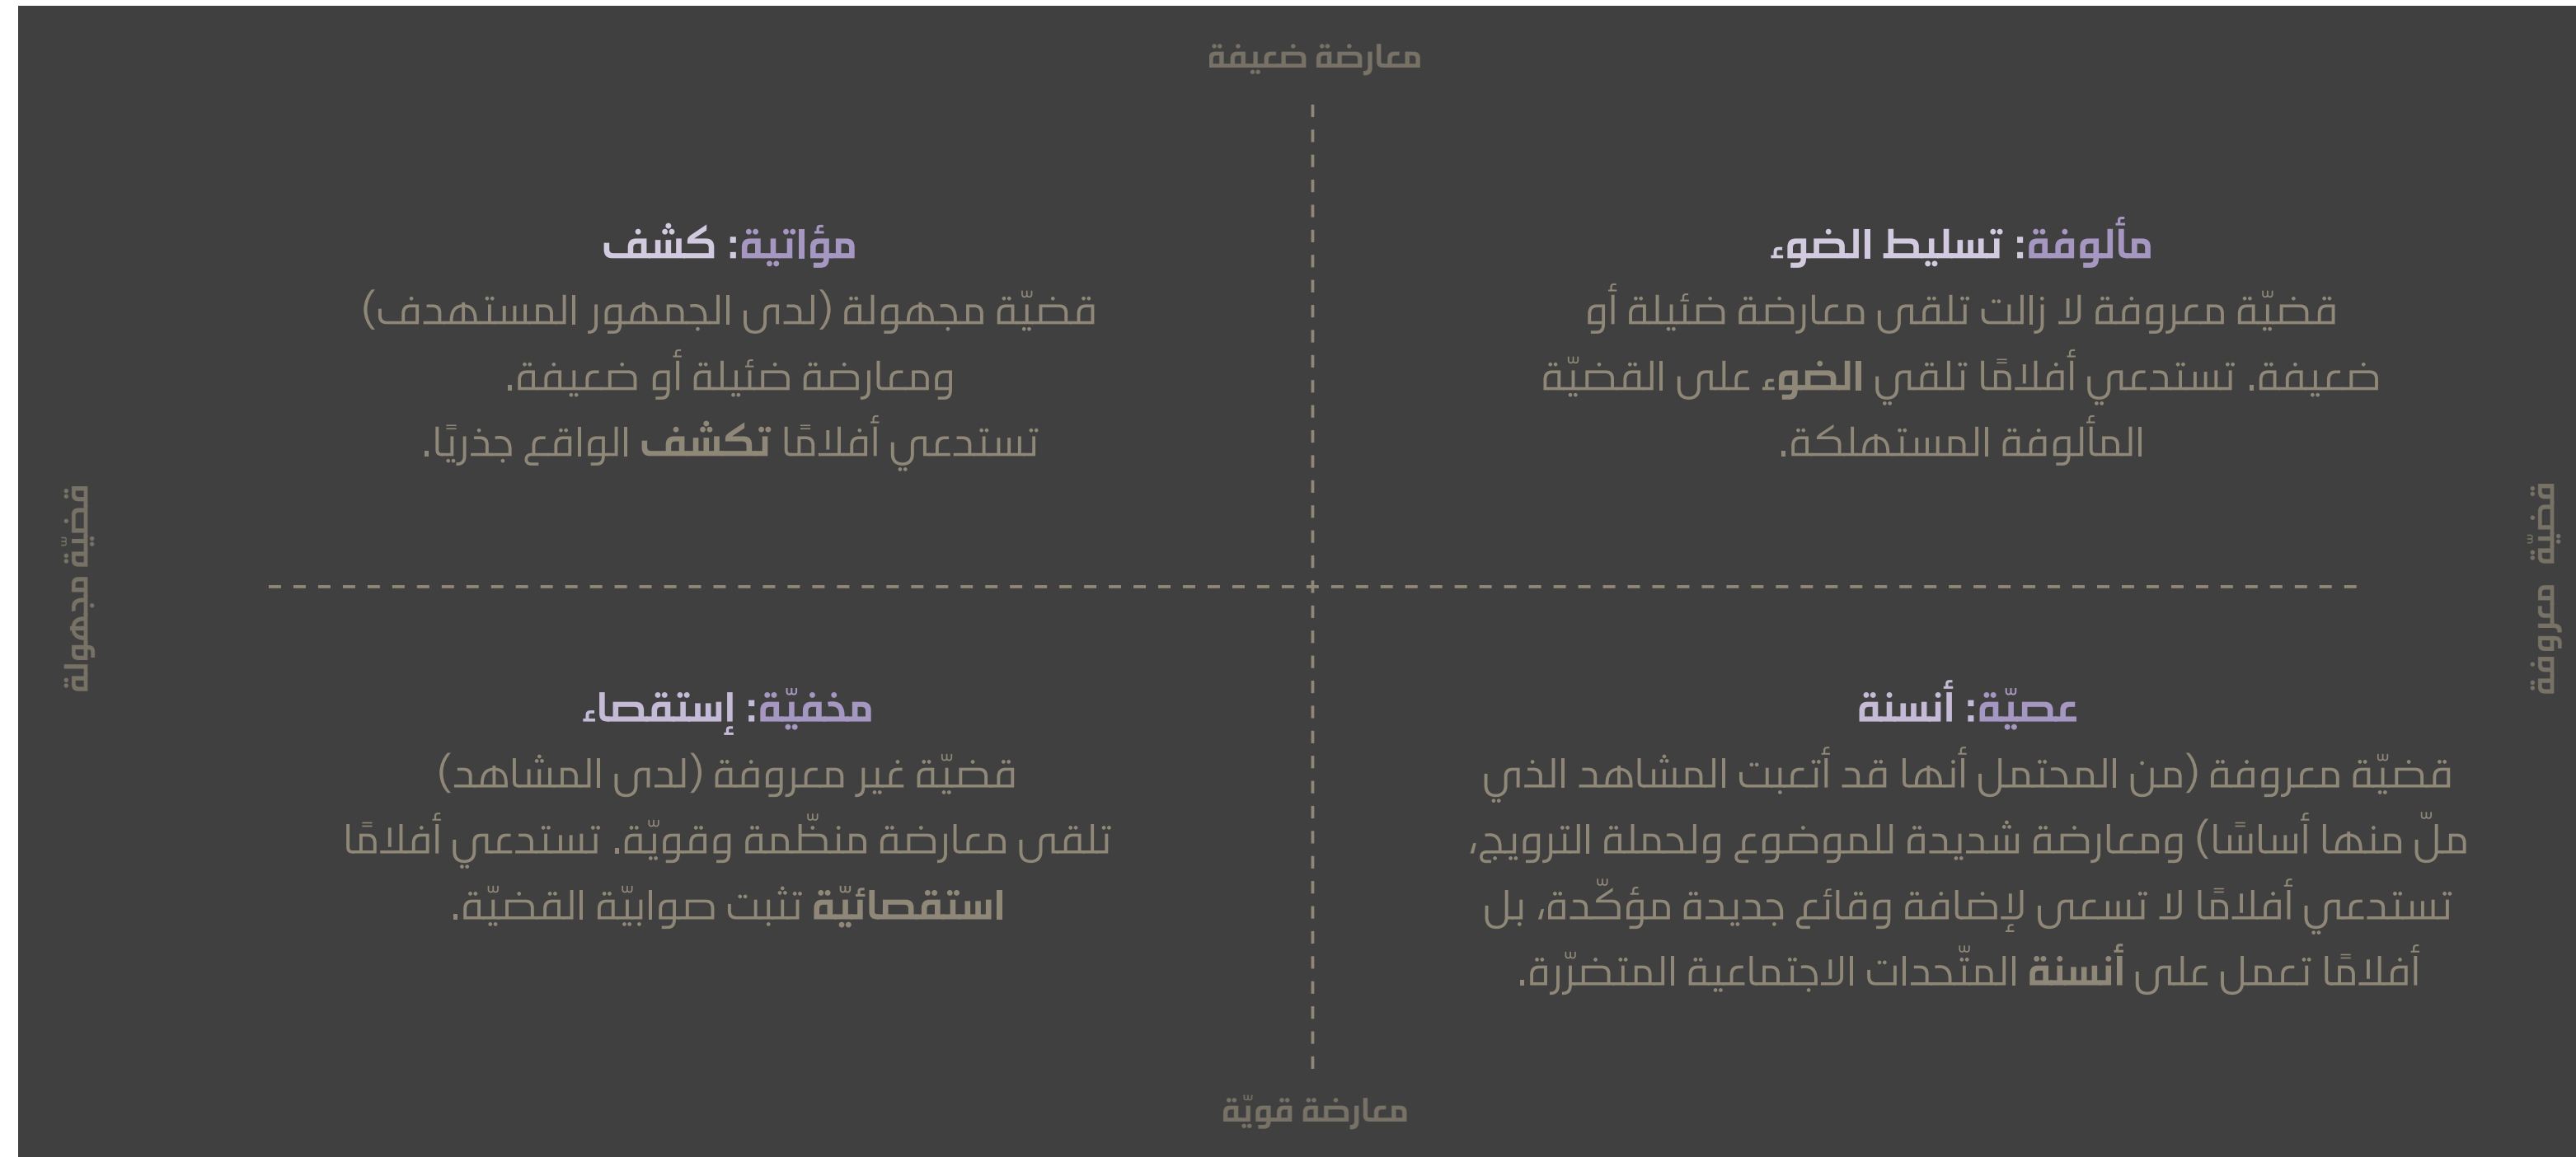 معارضة ضعيفة
مألوفة: تسليط الضوء
قضيّة معروفة لا زالت تلقى معارضة ضئيلة أو
ضعيفة. تستدعي أفلامًا تلقي الضوء على القضيّة
المألوفة المستهلكة.
مؤاتية: كشف
قضيّة مجهولة (لدى الجمهور المستهدف)
ومعارضة ضئيلة أو ضعيفة.
تستدعي أفلامًا تكشف الواقع جذريًا.
قضيّة معروفة
قضيّة مجهولة
عصيّة: أنسنة
قضيّة معروفة (من المحتمل أنها قد أتعبت المشاهد الذي
ملّ منها أساسًا) ومعارضة شديدة للموضوع ولحملة الترويج،
تستدعي أفلامًا لا تسعى لإضافة وقائع جديدة مؤكّدة، بل
أفلامًا تعمل على أنسنة المتّحدات الاجتماعية المتضرّرة.
مخفيّة: إستقصاء
قضيّة غير معروفة (لدى المشاهد)
تلقى معارضة منظّمة وقويّة. تستدعي أفلامًا
استقصائيّة تثبت صوابيّة القضيّة.
معارضة قويّة